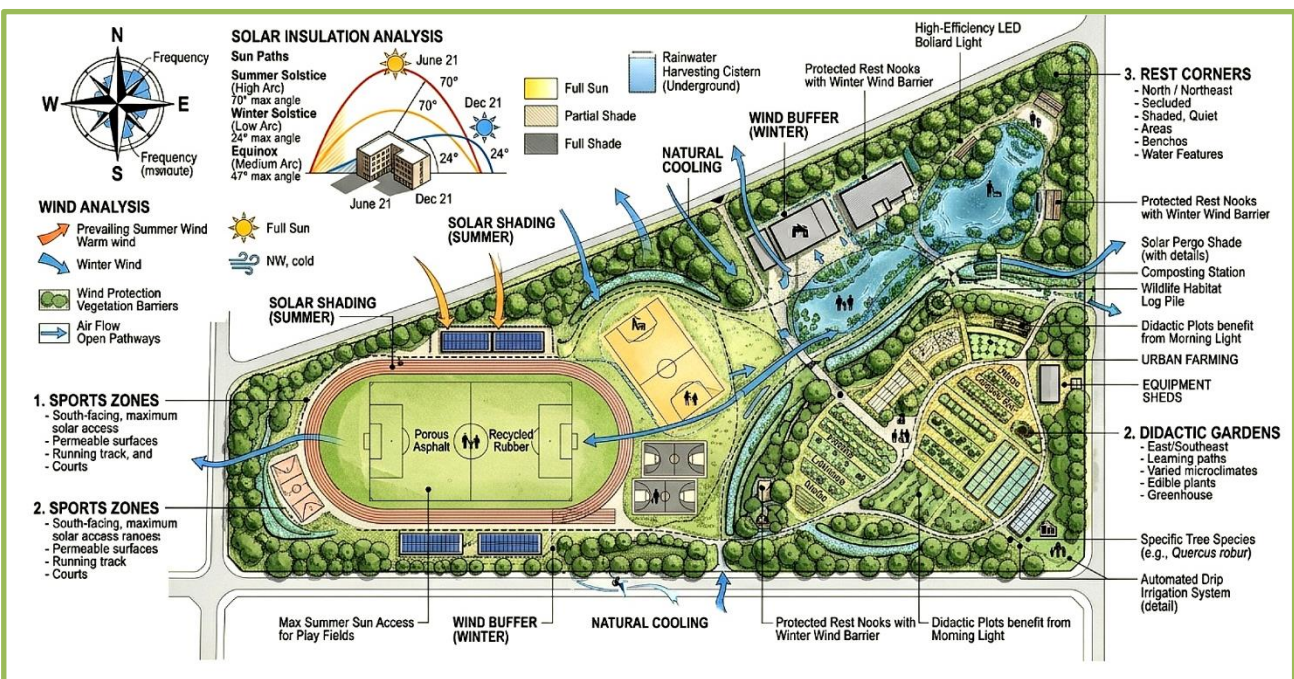 N
W
E
S
Frequency
Frequency
SOLAR INSULATION ANALYSIS
Sun Paths
Summer Solstice
(High Arc)
70° max angle
Winter Solstice
(Low Arc)
24° max angle
Equinox
(Medium Arc)
47° max angle
June 21
70°
70°
Dec 21
24°
24°
June 21
Dec 21
Full Sun
Partial Shade
Full Shade
Rainwater
Harvesting Cistern
(Underground)
WIND ANALYSIS
Prevailing Summer Wind
Warm wind
Winter Wind
Wind Protection
Vegetation Barriers
Air Flow
Open Pathways
Full Sun
NW, cold
High-Efficiency LED
Boliard Light
Protected Rest Nooks
with Winter Wind Barrier
WIND BUFFER
(WINTER)
NATURAL
COOLING
SOLAR SHADING
(SUMMER)
SOLAR SHADING
(SUMMER)
3. REST CORNERS
- North / Northeast
- Secluded
- Shaded, Quiet
- Areas
- Benchos
- Water Features
Protected Rest Nooks
with Winter Wind Barrier
Solar Pergo Shade
(with details)
Composting Station
Wildlife Habitat
Log Pile
Didactic Plots benefit
from Morning Light
URBAN FARMING
EQUIPMENT
SHEDS
2. DIDACTIC GARDENS
- East/Southeast
- Learning paths
- Varied microclimates
- Edible plants
- Greenhouse
Specific Tree Species
(e.g., Quercus robur)
Automated Drip
Irrigation System
(detail)
1. SPORTS ZONES
- South-facing, maximum
solar access
- Permeable surfaces
- Running track, and
- Courts
2. SPORTS ZONES
- South-facing, maximum
solar access ranoes:
- Permeable surfaces
- Running track
- Courts
Porous
Asphalt
Recycled
Rubber
Max Summer Sun Access
for Play Fields
WIND BUFFER
(WINTER)
NATURAL COOLING
Protected Rest Nooks with
Winter Wind Barrier
Didactic Plots benefit from
Moming Light